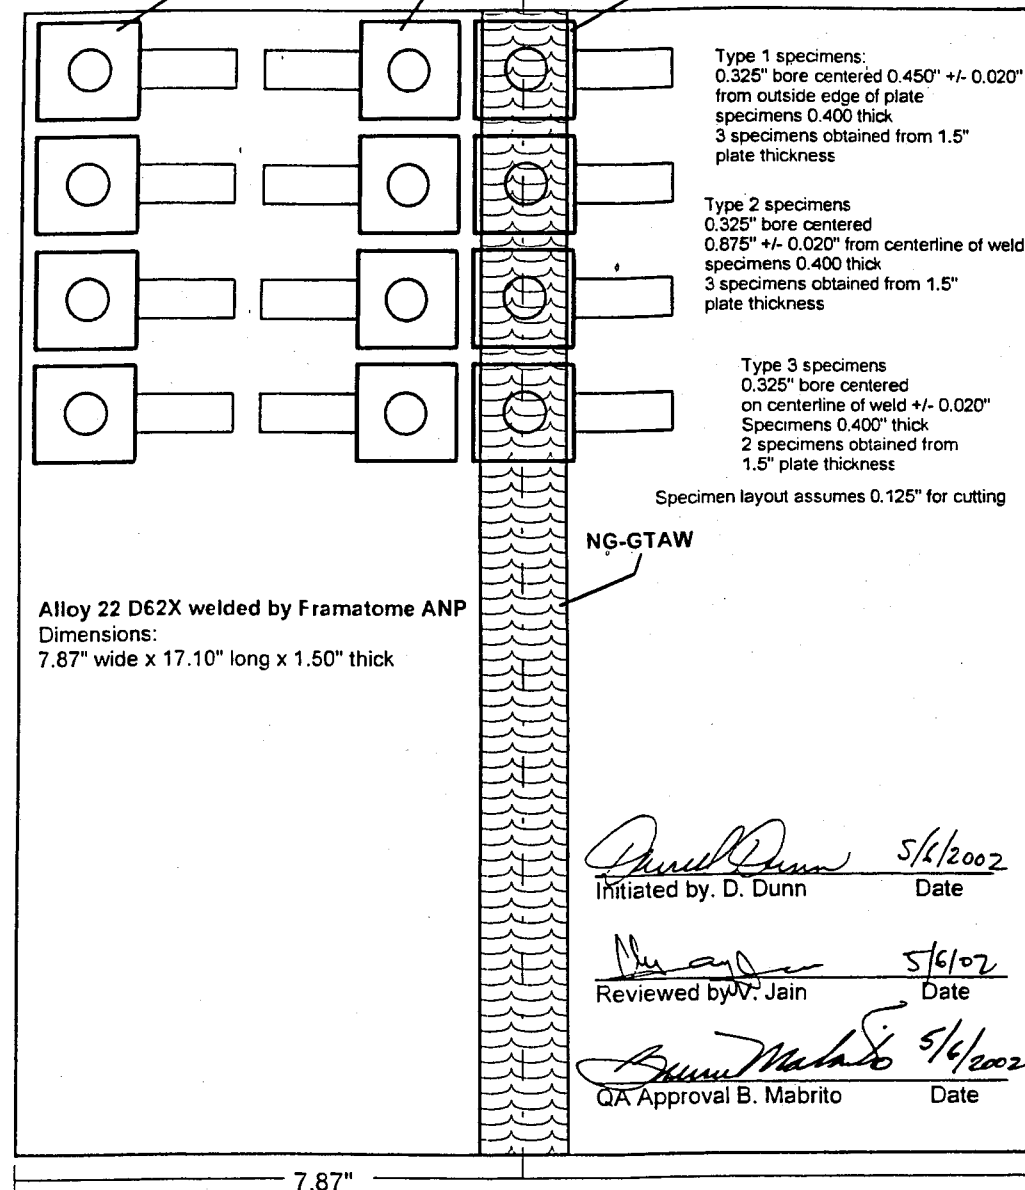 Type 1 specimens:
0.325" bore centered 0.450" +/- 0.020"
from outside edge of plate
specimens 0.400 thick
3 specimens obtained from 1.5"
plate thickness
Type 2 specimens
0.325" bore centered
0.875" +/- 0.020" from centerline of weld
specimens 0.400 thick
3 specimens obtained from 1.5"
plate thickness
Type 3 specimens
0.325" bore centered
on centerline of weld +/- 0.020"
Specimens 0.400" thick
2 specimens obtained from
1.5" plate thickness
Specimen layout assumes 0.125" for cutting
NG-GTAW
Alloy 22 D62X welded by Framatome ANP
Dimensions:
7.87" wide x 17.10" long x 1.50" thick
Darrell Dunn 5/6/2002
Initiated by. D. Dunn Date
5/6/02
Reviewed by V. Jain Date
Bruce Mabrito 5/6/2002
QA Approval B. Mabrito Date
7.87"